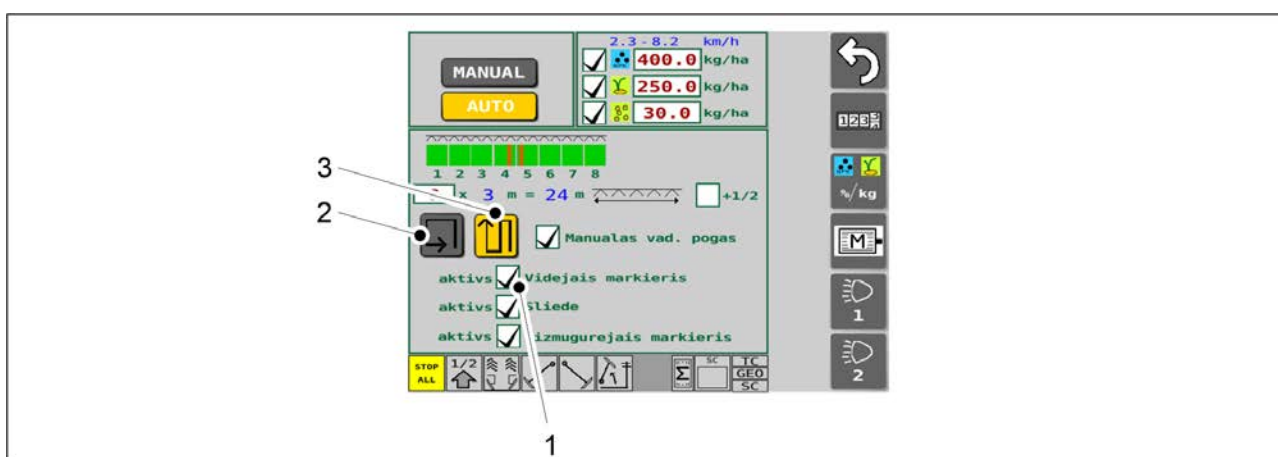 2.3-8.2 km/h
MANUAL
400.0 kg/ha
250.0 kg/ha
AUTO
30.0 kg/ha
123
1 2 3 4 5 6 7 8
%/kg
x 3 m = 24 m +1/2
3
2
Manualas vad. pogas
M
aktivs Videjais markieris
aktivs Sliede
1
aktivs markieris
STOP ALL
1/2
Σ
SC
TC
GEO
SC
2
1